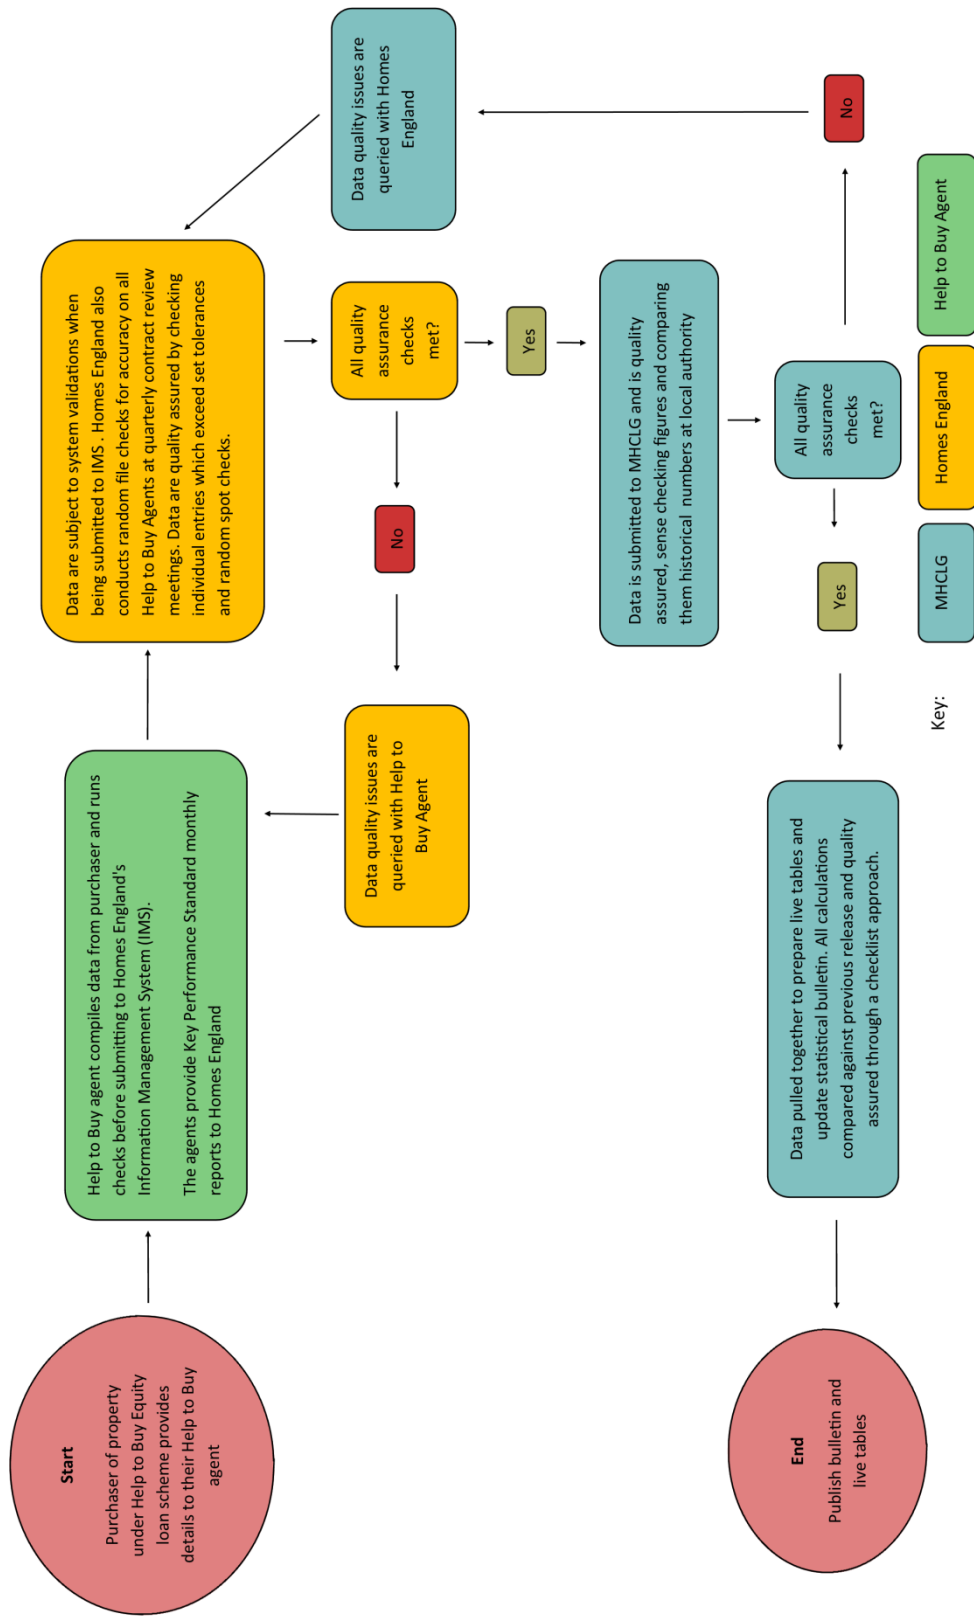 Start
Purchaser of property
under Help to Buy Equity
loan scheme provides
details to their Help to Buy
agent
Help to Buy agent compiles data from purchaser and runs
checks before submitting to Homes England's
Information Management System (IMS).
The agents provide Key Performance Standard monthly
reports to Homes England
Data are subject to system validations when
being submitted to IMS . Homes England also
conducts random file checks for accuracy on all
Help to Buy Agents at quarterly contract review
meetings. Data are quality assured by checking
individual entries which exceed set tolerances
and random spot checks.
Data quality issues are
queried with Help to
Buy Agent
No
All quality
assurance
checks
met?
Data quality issues are
queried with Homes
England
Yes
Data is submitted to MHCLG and is quality
assured, sense checking figures and comparing
them historical numbers at local authority
End
Publish bulletin and
live tables
Data pulled together to prepare live tables and
update statistical bulletin. All calculations
compared against previous release and quality
assured through a checklist approach.
Yes
All quality
assurance
checks
met?
No
Key:
MHCLG
Homes England
Help to Buy Agent